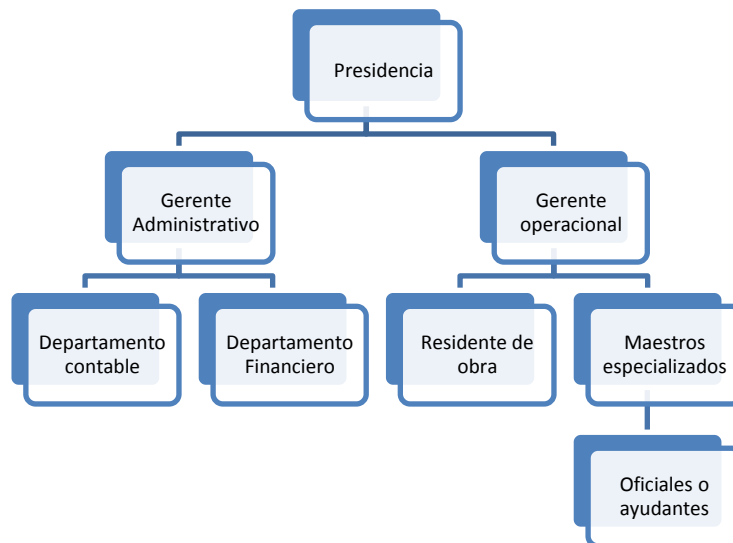 Presidencia
Gerente
Administrativo
Gerente
operacional
Departamento
contable
Departamento
Financiero
Residente de
obra
Maestros
especializados
Oficiales o
ayudantes